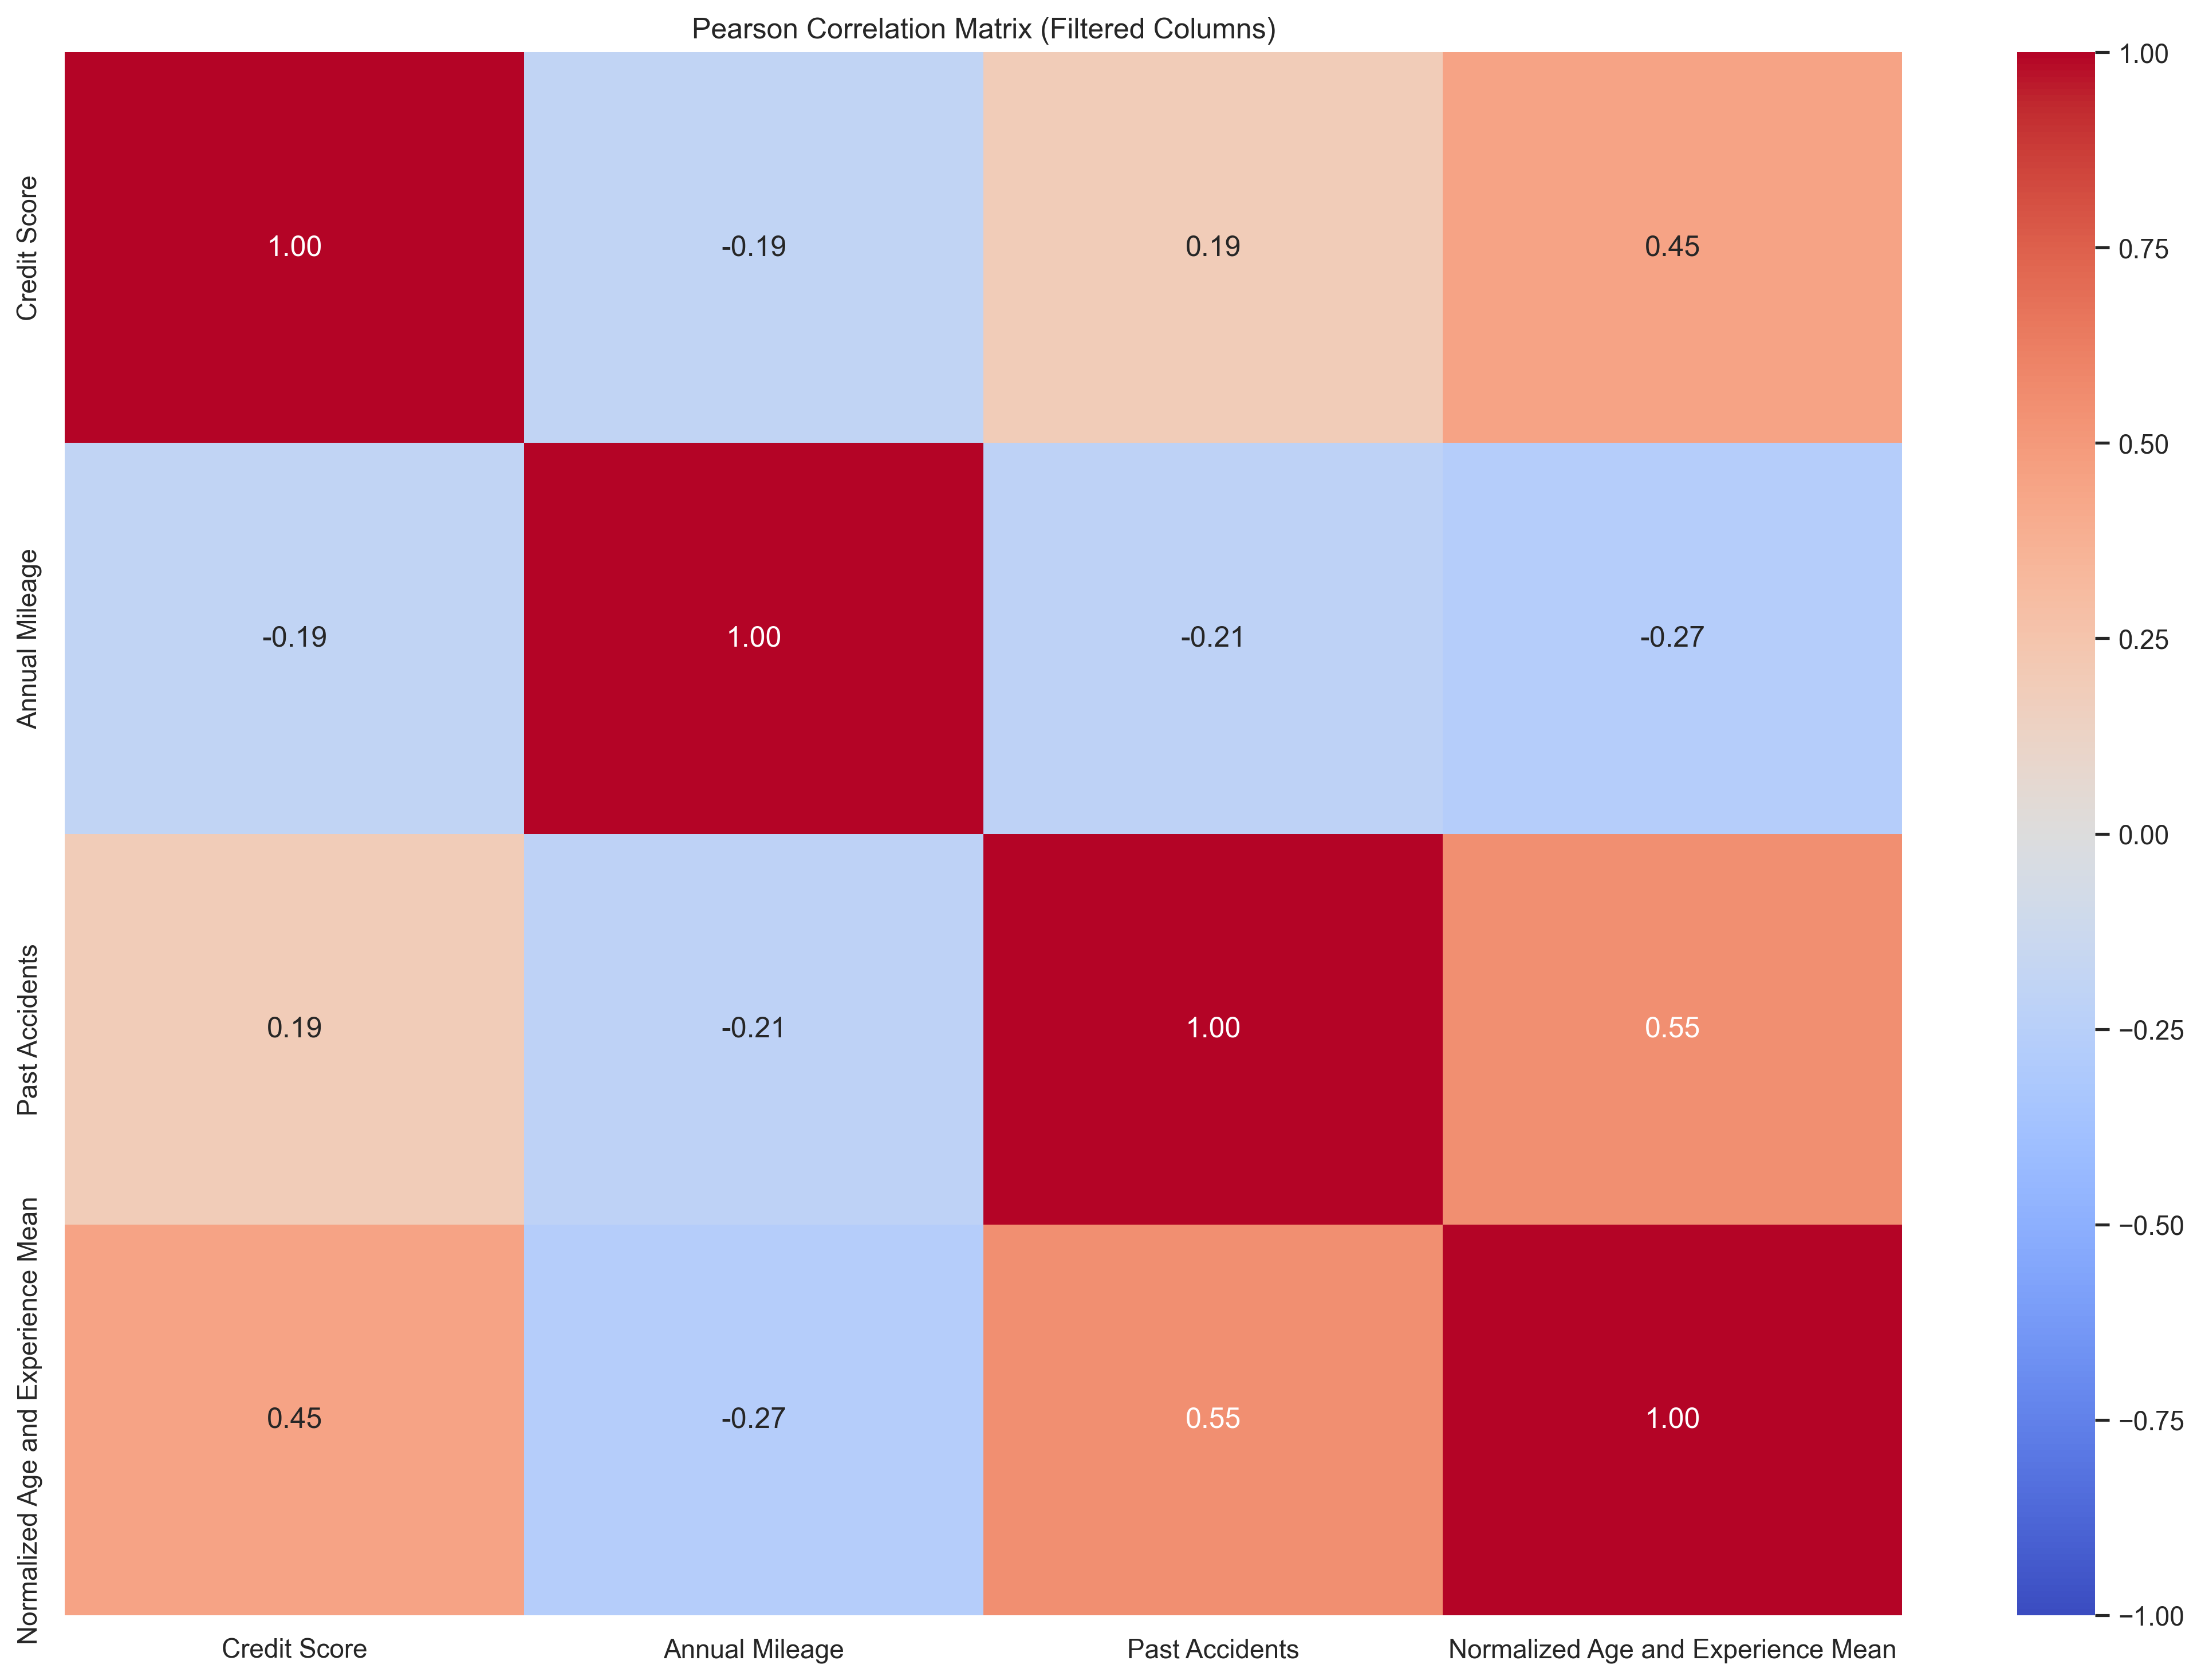 Pearson Correlation Matrix (Filtered Columns)
Credit Score
1.00
-0.19
0.19
0.45
Annual Mileage
-0.19
1.00
-0.21
-0.27
Past Accidents
0.19
-0.21
1.00
0.55
Normalized Age and Experience Mean
0.45
-0.27
0.55
1.00
Credit Score
Annual Mileage
Past Accidents
Normalized Age and Experience Mean
1.00
0.75
0.50
0.25
0.00
−0.25
−0.50
−0.75
−1.00